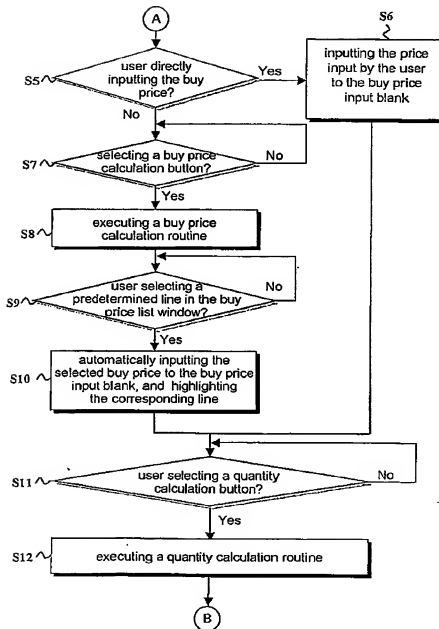 A
S6
user directly
inputting the buy
price?
S5
Yes
No
inputting the price
input by the user
to the buy price
input blank
selecting a buy price
calculation button?
S7
No
Yes
executing a buy price
calculation routine
S8
user selecting a
predetermined line in the buy
price list window?
S9
No
Yes
automatically inputting the
selected buy price to the buy price
input blank, and highlighting
the corresponding line
S10
user selecting a quantity
calculation button?
S11
No
Yes
executing a quantity calculation routine
S12
B